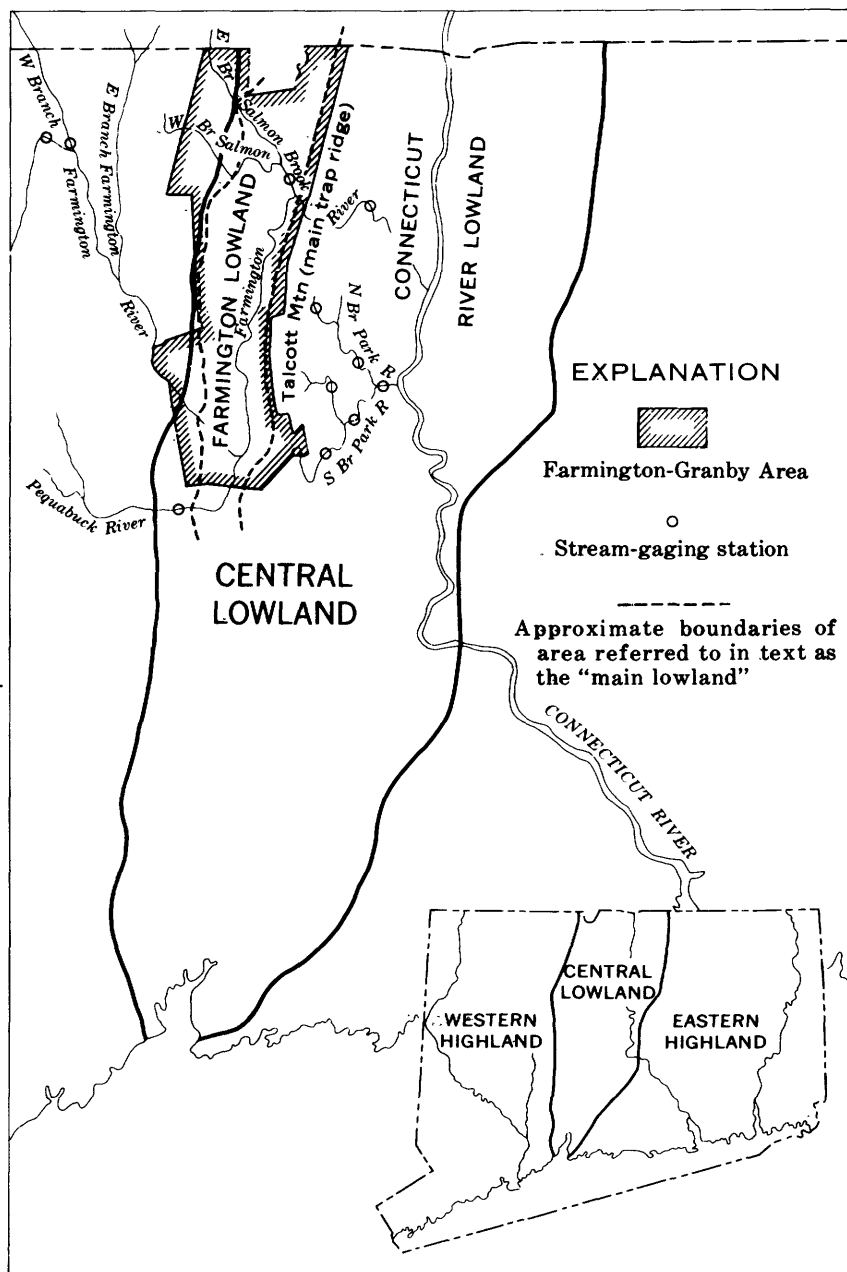 W Branch
Farmington
E Branch Farmington
River
E
Br Salmon Brook
W Br Salmon
FARMINGTON LOWLAND
Farmington
River
Talcott Mtn (main trap ridge)
CONNECTICUT
RIVER LOWLAND
N Br Park R
S Br Park R
Pequabuck River
CENTRAL
LOWLAND
EXPLANATION
Farmington-Granby Area
Stream-gaging station
Approximate boundaries of
area referred to in text as
the "main lowland"
CONNECTICUT RIVER
WESTERN
HIGHLAND
CENTRAL
LOWLAND
EASTERN
HIGHLAND